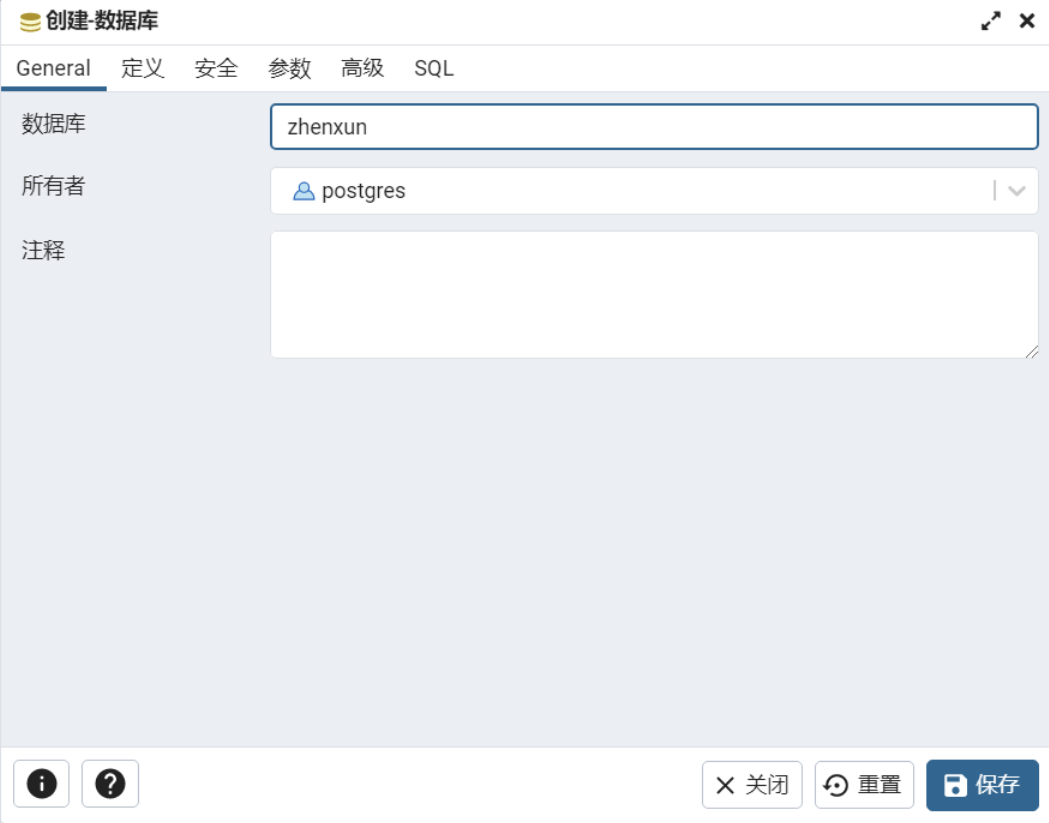 创建-数据库
General 定义 安全 参数 高级 SQL
数据库 zhenxun
所有者 postgres
注释
关闭 重置 保存